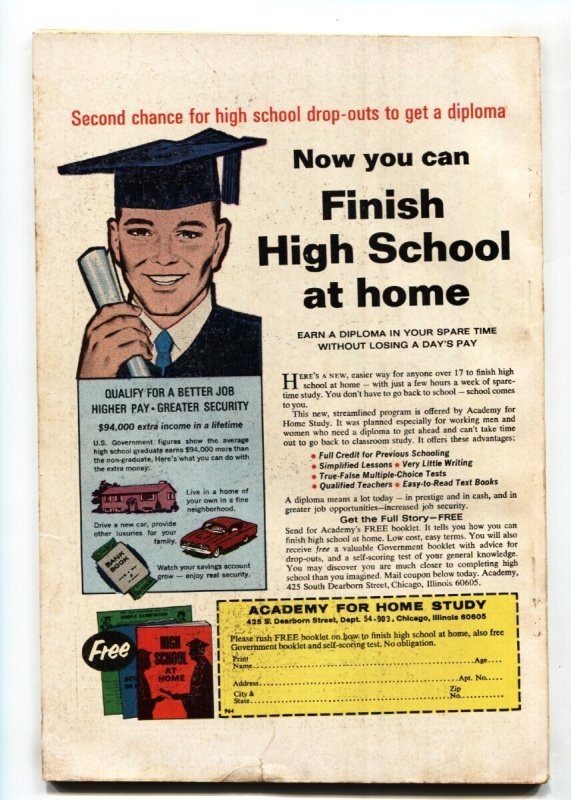 Second chance for high school drop-outs to get a diploma
Now you can
Finish
High School
at home
EARN A DIPLOMA IN YOUR SPARE TIME
WITHOUT LOSING A DAY'S PAY
HERE'S A NEW, easier way for anyone over 17 to finish high
school at home — with just a few hours a week of spare-
time study. You don't have to go back to school — school comes
to you.
This new, streamlined program is offered by Academy for
Home Study. It was planned especially for working men and
women who need a diploma to get ahead and can't take time
out to go back to classroom study. It offers these advantages:
• Full Credit for Previous Schooling
• Simplified Lessons • Very Little Writing
• True-False Multiple-Choice Tests
• Qualified Teachers • Easy-to-Read Text Books
A diploma means a lot today — in prestige and in cash, and in
greater job opportunities—increased job security.
Get the Full Story—FREE
Send for Academy's FREE booklet. It tells you how you can
finish high school at home. Low cost, easy terms. You will also
receive free a valuable Government booklet with advice for
drop-outs, and a self-scoring test of your general knowledge.
You may discover you are much closer to completing high
school than you imagined. Mail coupon below today. Academy,
425 South Dearborn Street, Chicago, Illinois 60605.
QUALIFY FOR A BETTER JOB
HIGHER PAY • GREATER SECURITY
$94,000 extra income in a lifetime
U.S. Government figures show the average
high school graduate earns $94,000 more than
the non-graduate. Here's what you can do with
the extra money:
Live in a home of
your own in a fine
neighborhood.
Drive a new car, provide
other luxuries for your
family.
BANK
BOOK
Watch your savings account
grow — enjoy real security.
Free
HIGH
SCHOOL
AT
HOME
ACADEMY FOR HOME STUDY
425 S. Dearborn Street, Dept. 54-903, Chicago, Illinois 60605
Please rush FREE booklet on how to finish high school at home, also free
Government booklet and self-scoring test. No obligation.
Print
Name Age
Address Apt. No.
City & Zip
State No.
964